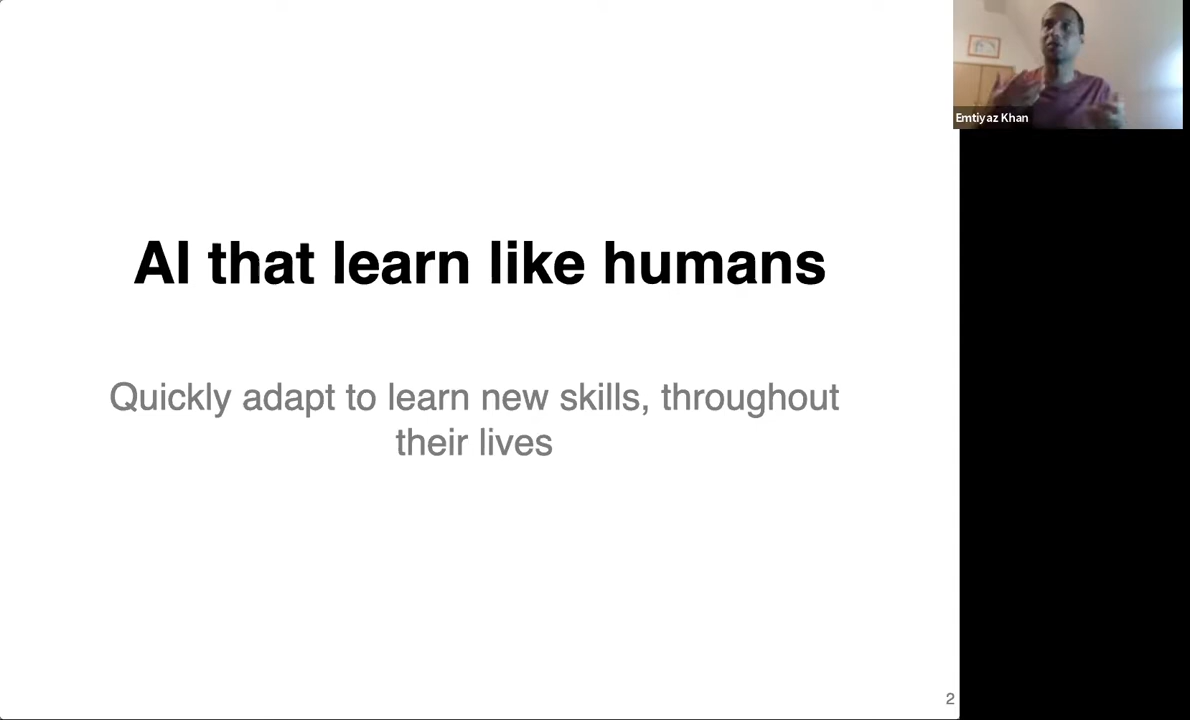 Emtiyaz Khan
AI that learn like humans
Quickly adapt to learn new skills, throughout
their lives
2